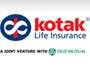 kotak
Life Insurance
A JOINT VENTURE WITH OLD MUTUAL